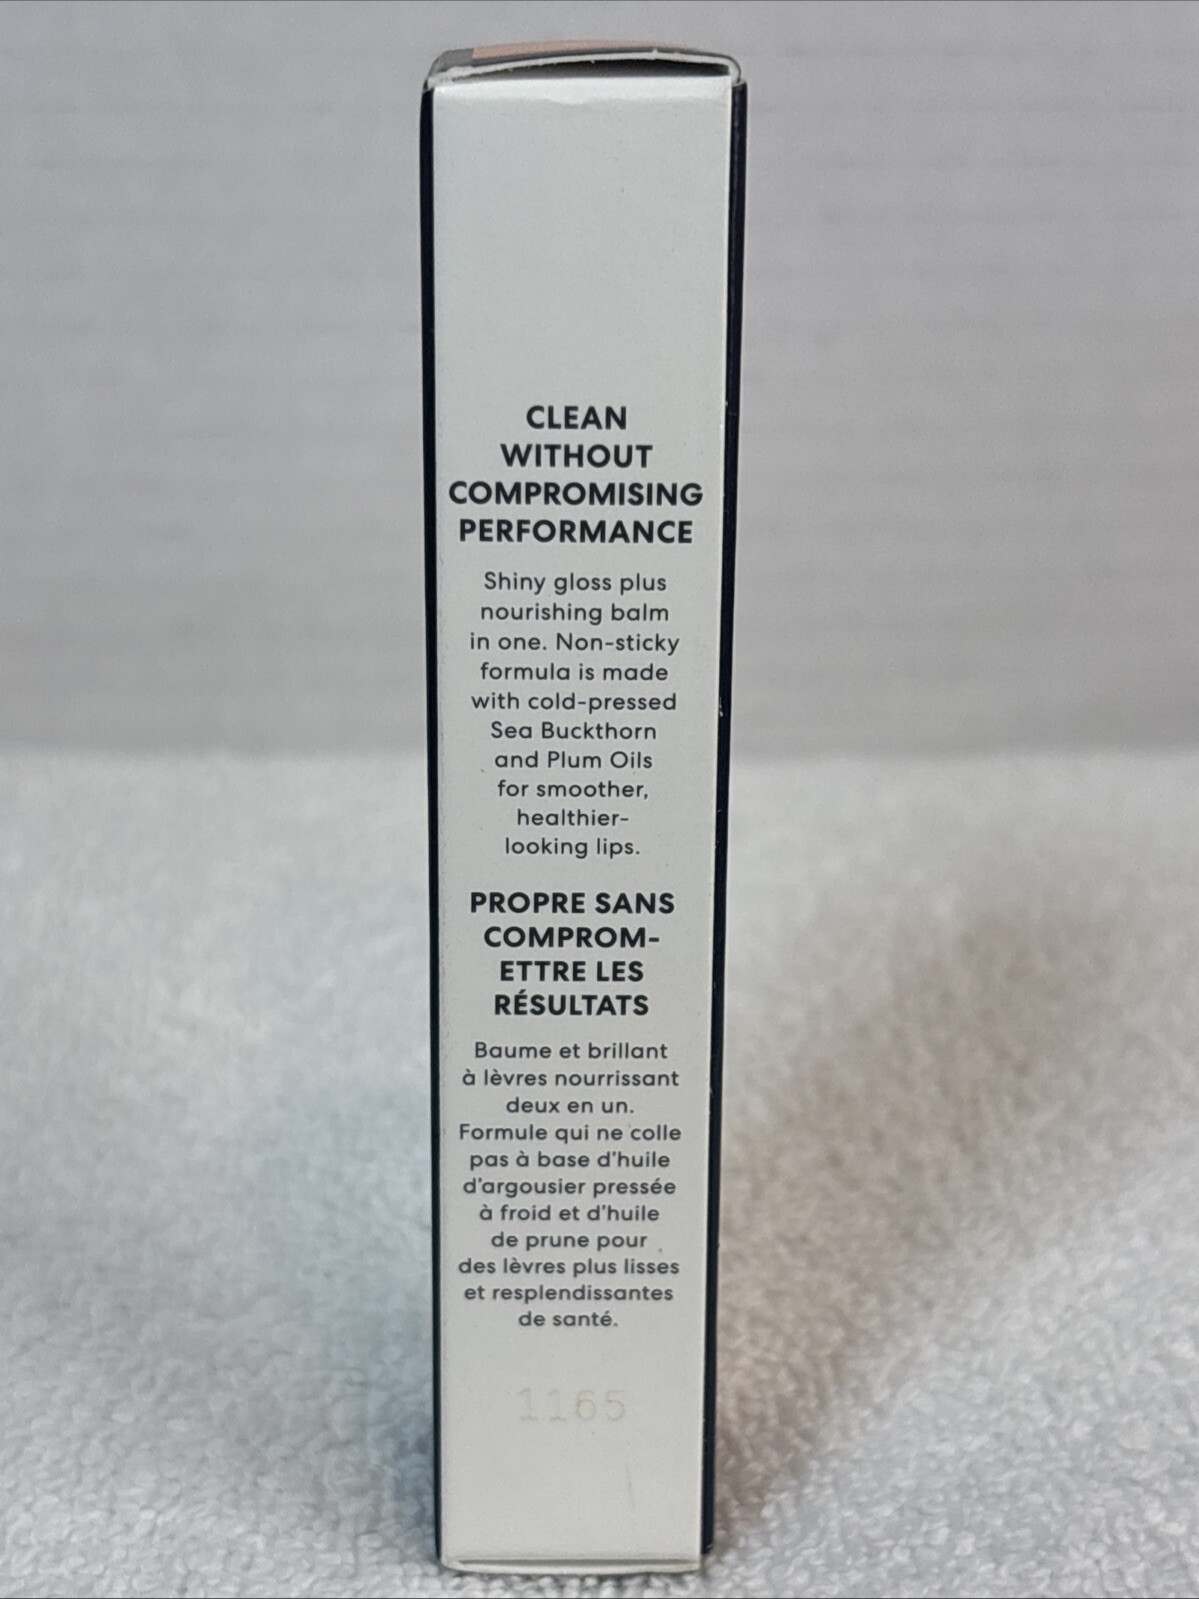 CLEAN
WITHOUT
COMPROMISING
PERFORMANCE
Shiny gloss plus
nourishing balm
in one. Non-sticky
formula is made
with cold-pressed
Sea Buckthorn
and Plum Oils
for smoother,
healthier-
looking lips.
PROPRE SANS
COMPROM-
ETTRE LES
RÉSULTATS
Baume et brillant
à lèvres nourrissant
deux en un.
Formule qui ne colle
pas à base d'huile
d'argousier pressée
à froid et d'huile
de prune pour
des lèvres plus lisses
et resplendissantes
de santé.
1165